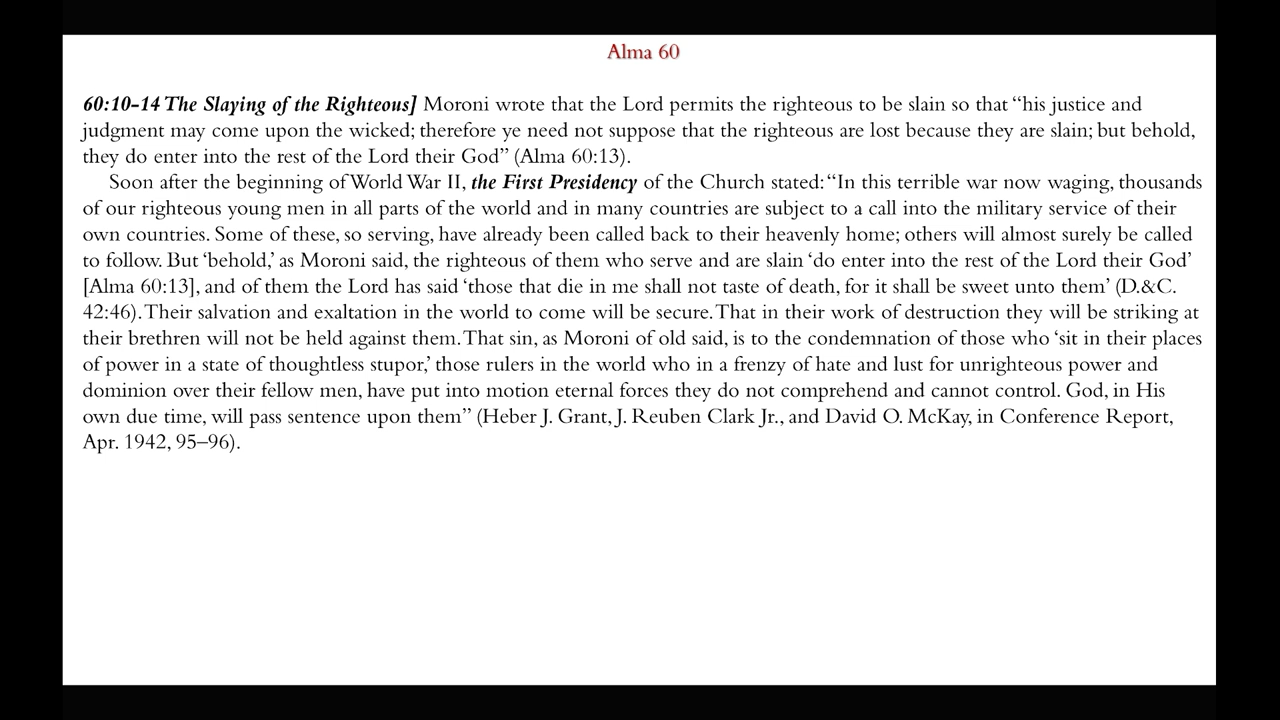 Alma 60
60:10-14 The Slaying of the Righteous] Moroni wrote that the Lord permits the righteous to be slain so that “his justice and
judgment may come upon the wicked; therefore ye need not suppose that the righteous are lost because they are slain; but behold,
they do enter into the rest of the Lord their God” (Alma 60:13).
Soon after the beginning of World War II, the First Presidency of the Church stated: “In this terrible war now waging, thousands
of our righteous young men in all parts of the world and in many countries are subject to a call into the military service of their
own countries. Some of these, so serving, have already been called back to their heavenly home; others will almost surely be called
to follow. But ‘behold,’ as Moroni said, the righteous of them who serve and are slain ‘do enter into the rest of the Lord their God’
[Alma 60:13], and of them the Lord has said ‘those that die in me shall not taste of death, for it shall be sweet unto them’ (D.&C.
42:46). Their salvation and exaltation in the world to come will be secure. That in their work of destruction they will be striking at
their brethren will not be held against them. That sin, as Moroni of old said, is to the condemnation of those who ‘sit in their places
of power in a state of thoughtless stupor,’ those rulers in the world who in a frenzy of hate and lust for unrighteous power and
dominion over their fellow men, have put into motion eternal forces they do not comprehend and cannot control. God, in His
own due time, will pass sentence upon them” (Heber J. Grant, J. Reuben Clark Jr., and David O. McKay, in Conference Report,
Apr. 1942, 95–96).